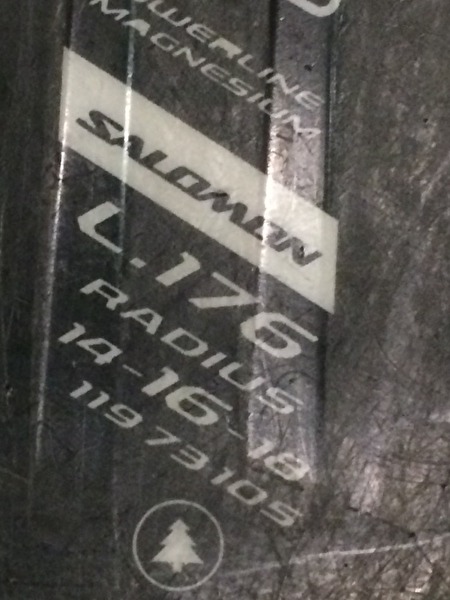 POWERLINE
MAGNESIUM
SALOMON
L.176
RADIUS
14-16-18
119 73 105